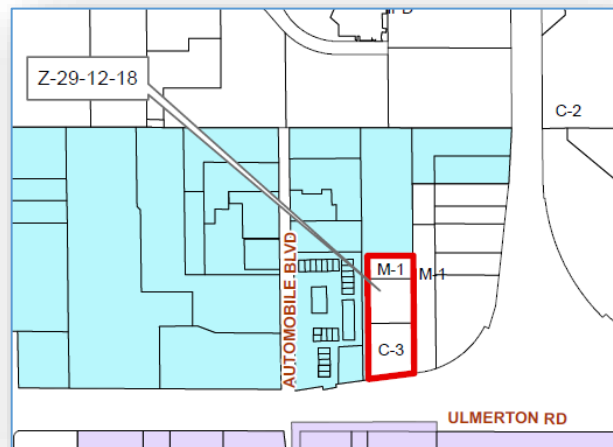 Z-29-12-18
C-2
AUTOMOBILE BLVD
M-1
M-1
C-3
ULMERTON RD